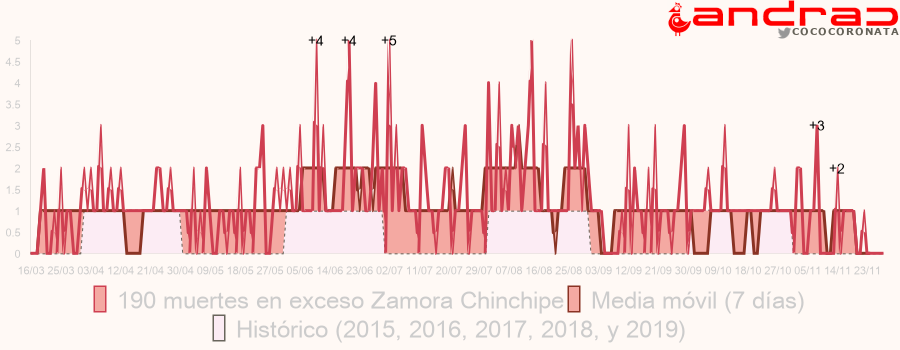 andrac
COCOCORONATA
+4 +4 +5
5
4.5
4
3.5
3
2.5
2
1.5
1
0.5
0
+3
+2
16/03 25/03 03/04 12/04 21/04 30/04 09/05 18/05 27/05 05/06 14/06 23/06 02/07 11/07 20/07 29/07 07/08 16/08 25/08 03/09 12/09 21/09 30/09 09/10 18/10 27/10 05/11 14/11 23/11
190 muertes en exceso Zamora Chinchipe Media móvil (7 días)
Histórico (2015, 2016, 2017, 2018, y 2019)